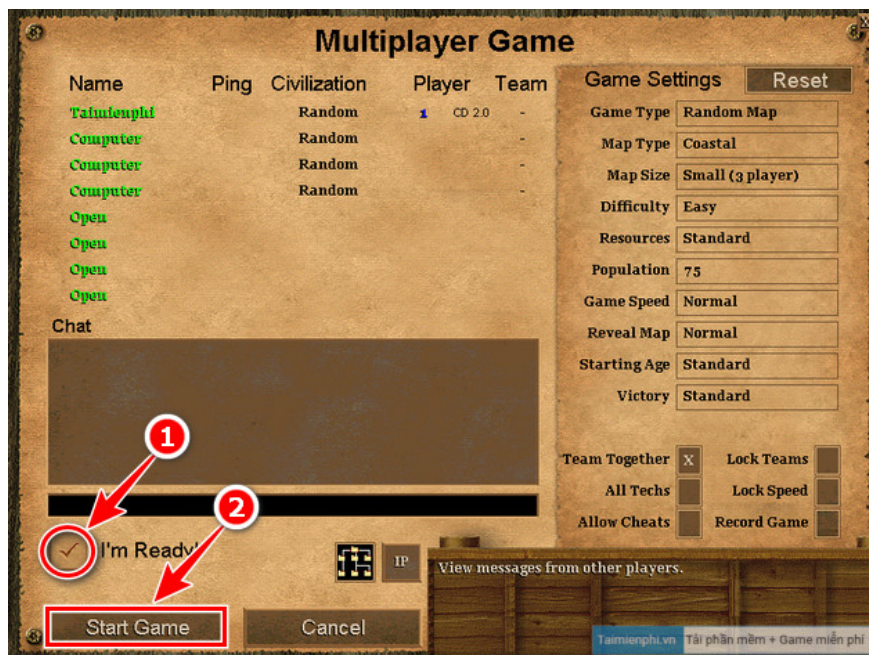 Multiplayer Game
Name Ping Civilization Player Team
Taimienphi Random 1 CD 2.0 -
Computer Random -
Computer Random -
Computer Random -
Open
Open
Open
Open
Chat
1
2
I'm Ready!
IP
Start Game Cancel
X
Game Settings Reset
Game Type Random Map
Map Type Coastal
Map Size Small (3 player)
Difficulty Easy
Resources Standard
Population 75
Game Speed Normal
Reveal Map Normal
Starting Age Standard
Victory Standard
Team Together X Lock Teams
All Techs Lock Speed
Allow Cheats Record Game
View messages from other players.
Taimienphi.vn Tải phần mềm + Game miễn phí